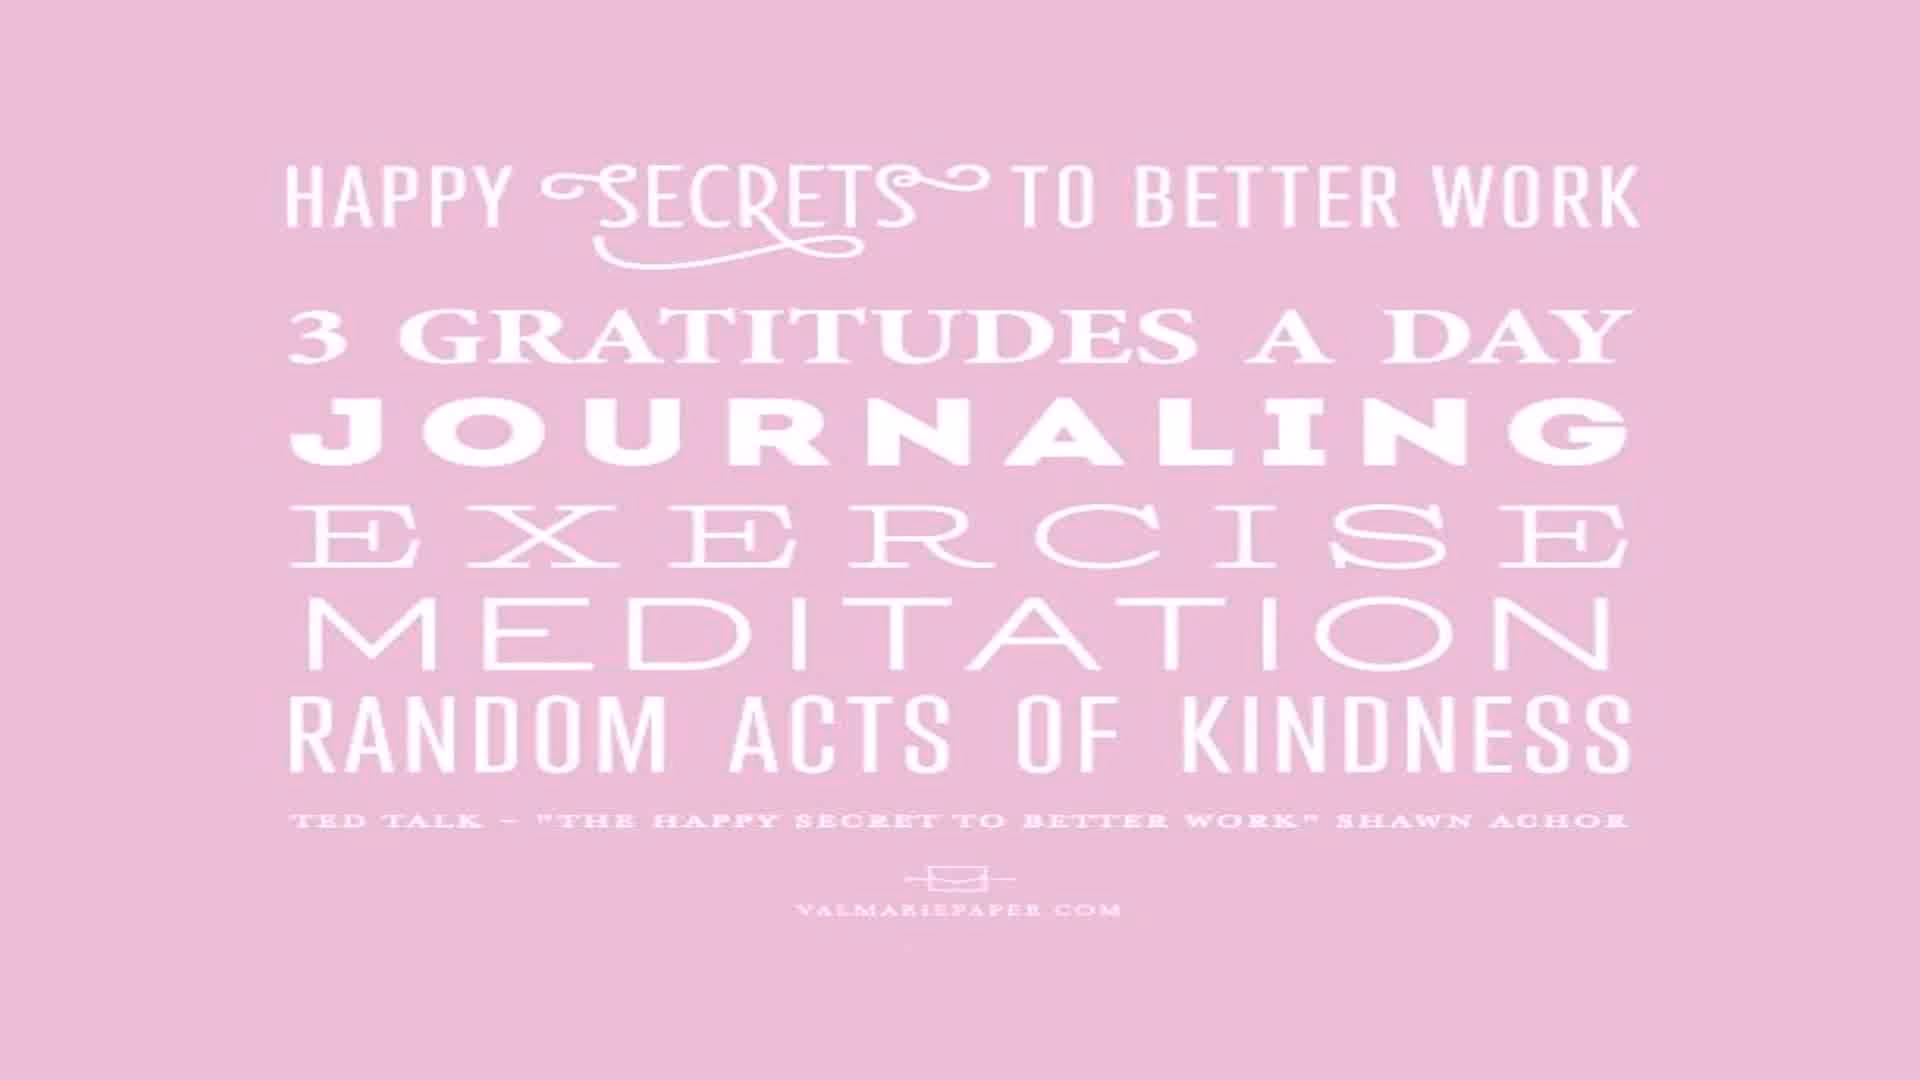 HAPPY SECRETS TO BETTER WORK
3 GRATITUDES A DAY
JOURNALING
EXERCISE
MEDITATION
RANDOM ACTS OF KINDNESS
TED TALK - "THE HAPPY SECRET TO BETTER WORK" SHAWN ACHOR
VALMARIEPAPER.COM